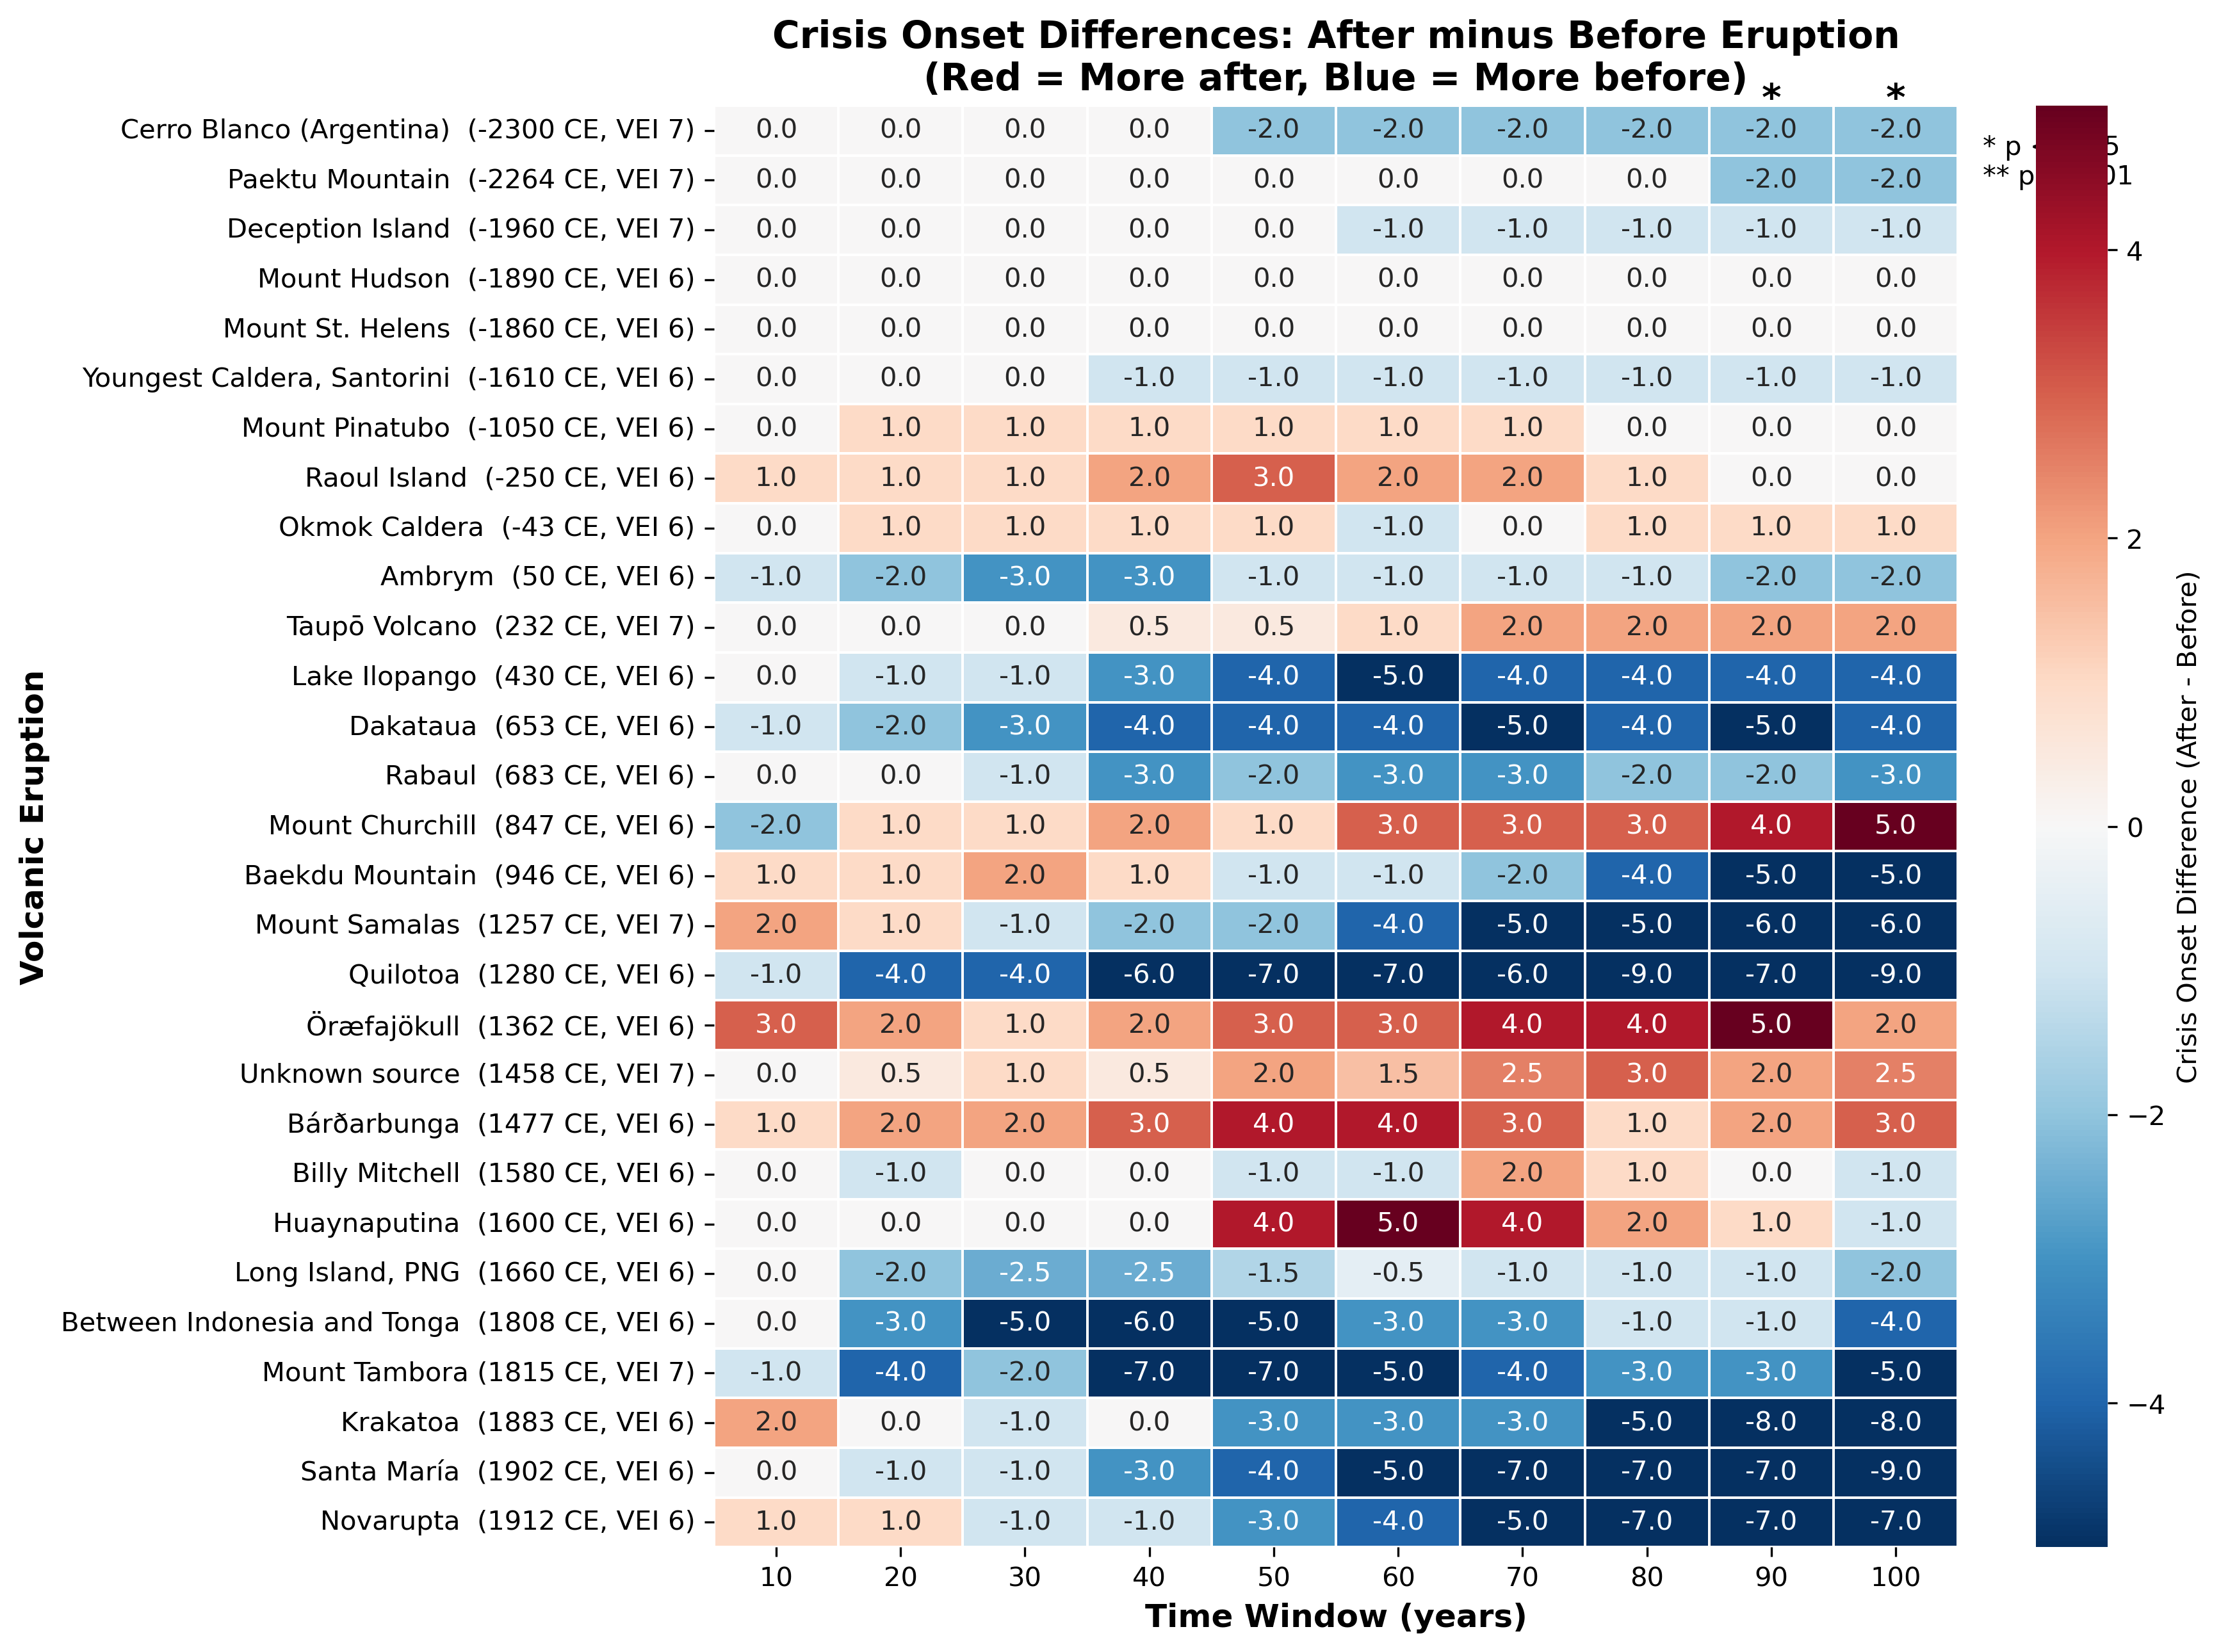 Crisis Onset Differences: After minus Before Eruption
(Red = More after, Blue = More before)
* *
Cerro Blanco (Argentina) (-2300 CE, VEI 7) 0.0 0.0 0.0 0.0 -2.0 -2.0 -2.0 -2.0 -2.0 -2.0
Paektu Mountain (-2264 CE, VEI 7) 0.0 0.0 0.0 0.0 0.0 0.0 0.0 0.0 -2.0 -2.0
Deception Island (-1960 CE, VEI 7) 0.0 0.0 0.0 0.0 0.0 -1.0 -1.0 -1.0 -1.0 -1.0
Mount Hudson (-1890 CE, VEI 6) 0.0 0.0 0.0 0.0 0.0 0.0 0.0 0.0 0.0 0.0
Mount St. Helens (-1860 CE, VEI 6) 0.0 0.0 0.0 0.0 0.0 0.0 0.0 0.0 0.0 0.0
Youngest Caldera, Santorini (-1610 CE, VEI 6) 0.0 0.0 0.0 -1.0 -1.0 -1.0 -1.0 -1.0 -1.0 -1.0
Mount Pinatubo (-1050 CE, VEI 6) 0.0 1.0 1.0 1.0 1.0 1.0 1.0 0.0 0.0 0.0
Raoul Island (-250 CE, VEI 6) 1.0 1.0 1.0 2.0 3.0 2.0 2.0 1.0 0.0 0.0
Okmok Caldera (-43 CE, VEI 6) 0.0 1.0 1.0 1.0 1.0 -1.0 0.0 1.0 1.0 1.0
Ambrym (50 CE, VEI 6) -1.0 -2.0 -3.0 -3.0 -1.0 -1.0 -1.0 -1.0 -2.0 -2.0
Taupō Volcano (232 CE, VEI 7) 0.0 0.0 0.0 0.5 0.5 1.0 2.0 2.0 2.0 2.0
Lake Ilopango (430 CE, VEI 6) 0.0 -1.0 -1.0 -3.0 -4.0 -5.0 -4.0 -4.0 -4.0 -4.0
Dakataua (653 CE, VEI 6) -1.0 -2.0 -3.0 -4.0 -4.0 -4.0 -5.0 -4.0 -5.0 -4.0
Rabaul (683 CE, VEI 6) 0.0 0.0 -1.0 -3.0 -2.0 -3.0 -3.0 -2.0 -2.0 -3.0
Mount Churchill (847 CE, VEI 6) -2.0 1.0 1.0 2.0 1.0 3.0 3.0 3.0 4.0 5.0
Baekdu Mountain (946 CE, VEI 6) 1.0 1.0 2.0 1.0 -1.0 -1.0 -2.0 -4.0 -5.0 -5.0
Mount Samalas (1257 CE, VEI 7) 2.0 1.0 -1.0 -2.0 -2.0 -4.0 -5.0 -5.0 -6.0 -6.0
Quilotoa (1280 CE, VEI 6) -1.0 -4.0 -4.0 -6.0 -7.0 -7.0 -6.0 -9.0 -7.0 -9.0
Öræfajökull (1362 CE, VEI 6) 3.0 2.0 1.0 2.0 3.0 3.0 4.0 4.0 5.0 2.0
Unknown source (1458 CE, VEI 7) 0.0 0.5 1.0 0.5 2.0 1.5 2.5 3.0 2.0 2.5
Bárðarbunga (1477 CE, VEI 6) 1.0 2.0 2.0 3.0 4.0 4.0 3.0 1.0 2.0 3.0
Billy Mitchell (1580 CE, VEI 6) 0.0 -1.0 0.0 0.0 -1.0 -1.0 2.0 1.0 0.0 -1.0
Huaynaputina (1600 CE, VEI 6) 0.0 0.0 0.0 0.0 4.0 5.0 4.0 2.0 1.0 -1.0
Long Island, PNG (1660 CE, VEI 6) 0.0 -2.0 -2.5 -2.5 -1.5 -0.5 -1.0 -1.0 -1.0 -2.0
Between Indonesia and Tonga (1808 CE, VEI 6) 0.0 -3.0 -5.0 -6.0 -5.0 -3.0 -3.0 -1.0 -1.0 -4.0
Mount Tambora (1815 CE, VEI 7) -1.0 -4.0 -2.0 -7.0 -7.0 -5.0 -4.0 -3.0 -3.0 -5.0
Krakatoa (1883 CE, VEI 6) 2.0 0.0 -1.0 0.0 -3.0 -3.0 -3.0 -5.0 -8.0 -8.0
Santa María (1902 CE, VEI 6) 0.0 -1.0 -1.0 -3.0 -4.0 -5.0 -7.0 -7.0 -7.0 -9.0
Novarupta (1912 CE, VEI 6) 1.0 1.0 -1.0 -1.0 -3.0 -4.0 -5.0 -7.0 -7.0 -7.0
10 20 30 40 50 60 70 80 90 100
Time Window (years)
Volcanic Eruption
* p
** p
4
2
0
−2
−4
Crisis Onset Difference (After - Before)